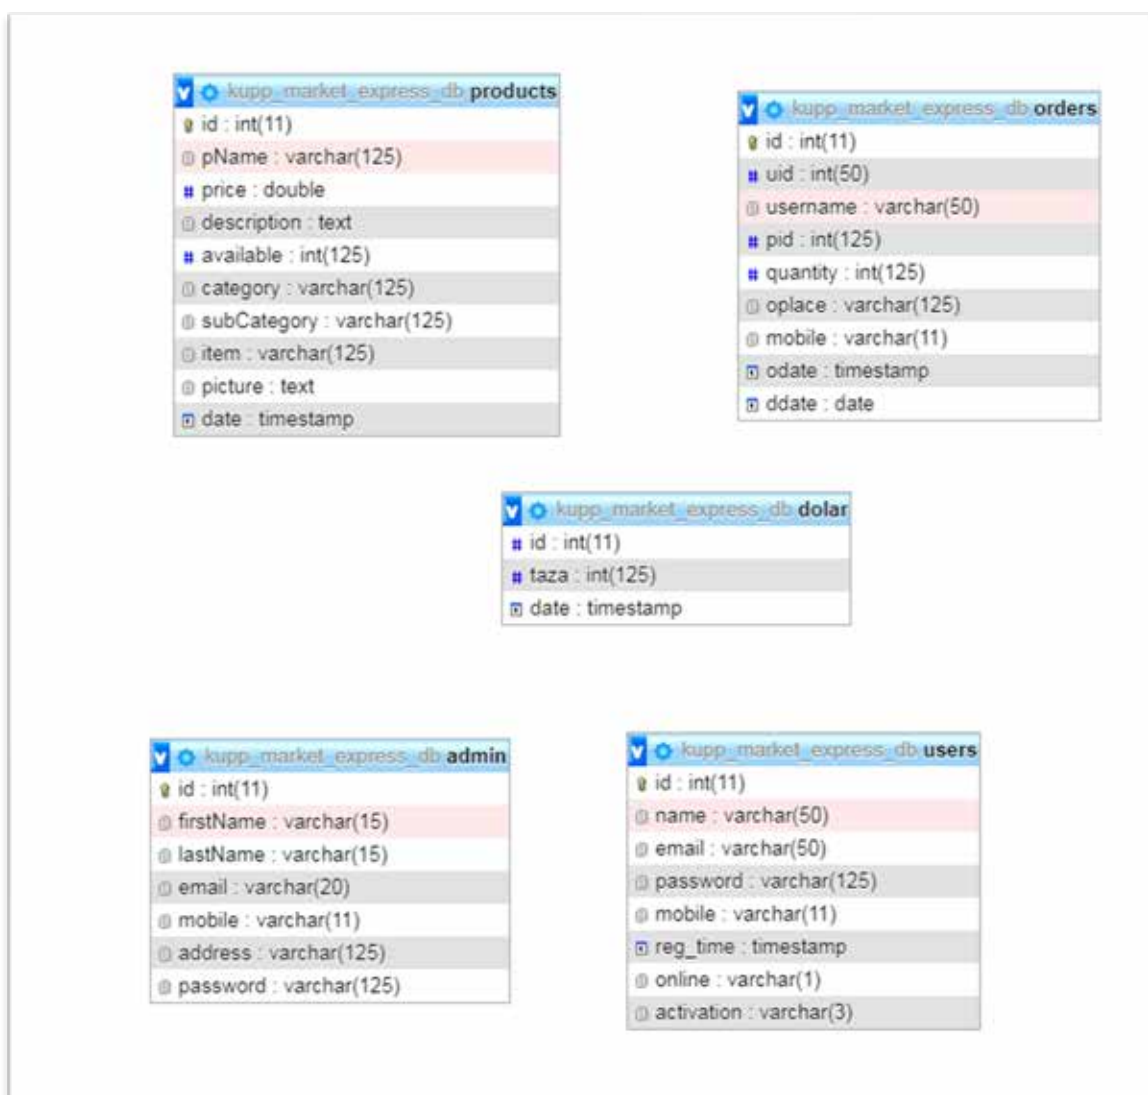 kupp_market_express_db products
id : int(11)
pName : varchar(125)
price : double
description : text
available : int(125)
category : varchar(125)
subCategory : varchar(125)
item : varchar(125)
picture : text
date : timestamp
kupp_market_express_db orders
id : int(11)
uid : int(50)
username : varchar(50)
pid : int(125)
quantity : int(125)
oplace : varchar(125)
mobile : varchar(11)
odate : timestamp
ddate : date
kupp_market_express_db dolar
id : int(11)
taza : int(125)
date : timestamp
kupp_market_express_db admin
id : int(11)
firstName : varchar(15)
lastName : varchar(15)
email : varchar(20)
mobile : varchar(11)
address : varchar(125)
password : varchar(125)
kupp_market_express_db users
id : int(11)
name : varchar(50)
email : varchar(50)
password : varchar(125)
mobile : varchar(11)
reg_time : timestamp
online : varchar(1)
activation : varchar(3)